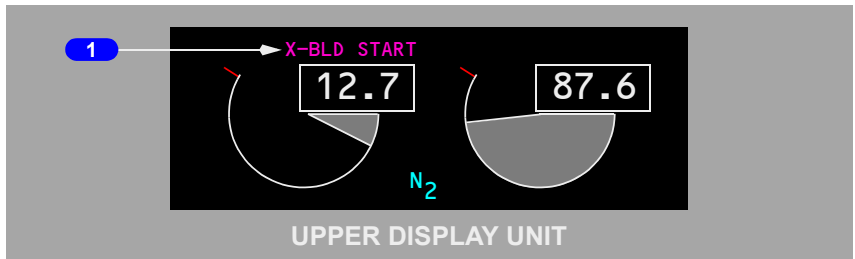 1
X-BLD START
12.7 87.6
N2
UPPER DISPLAY UNIT